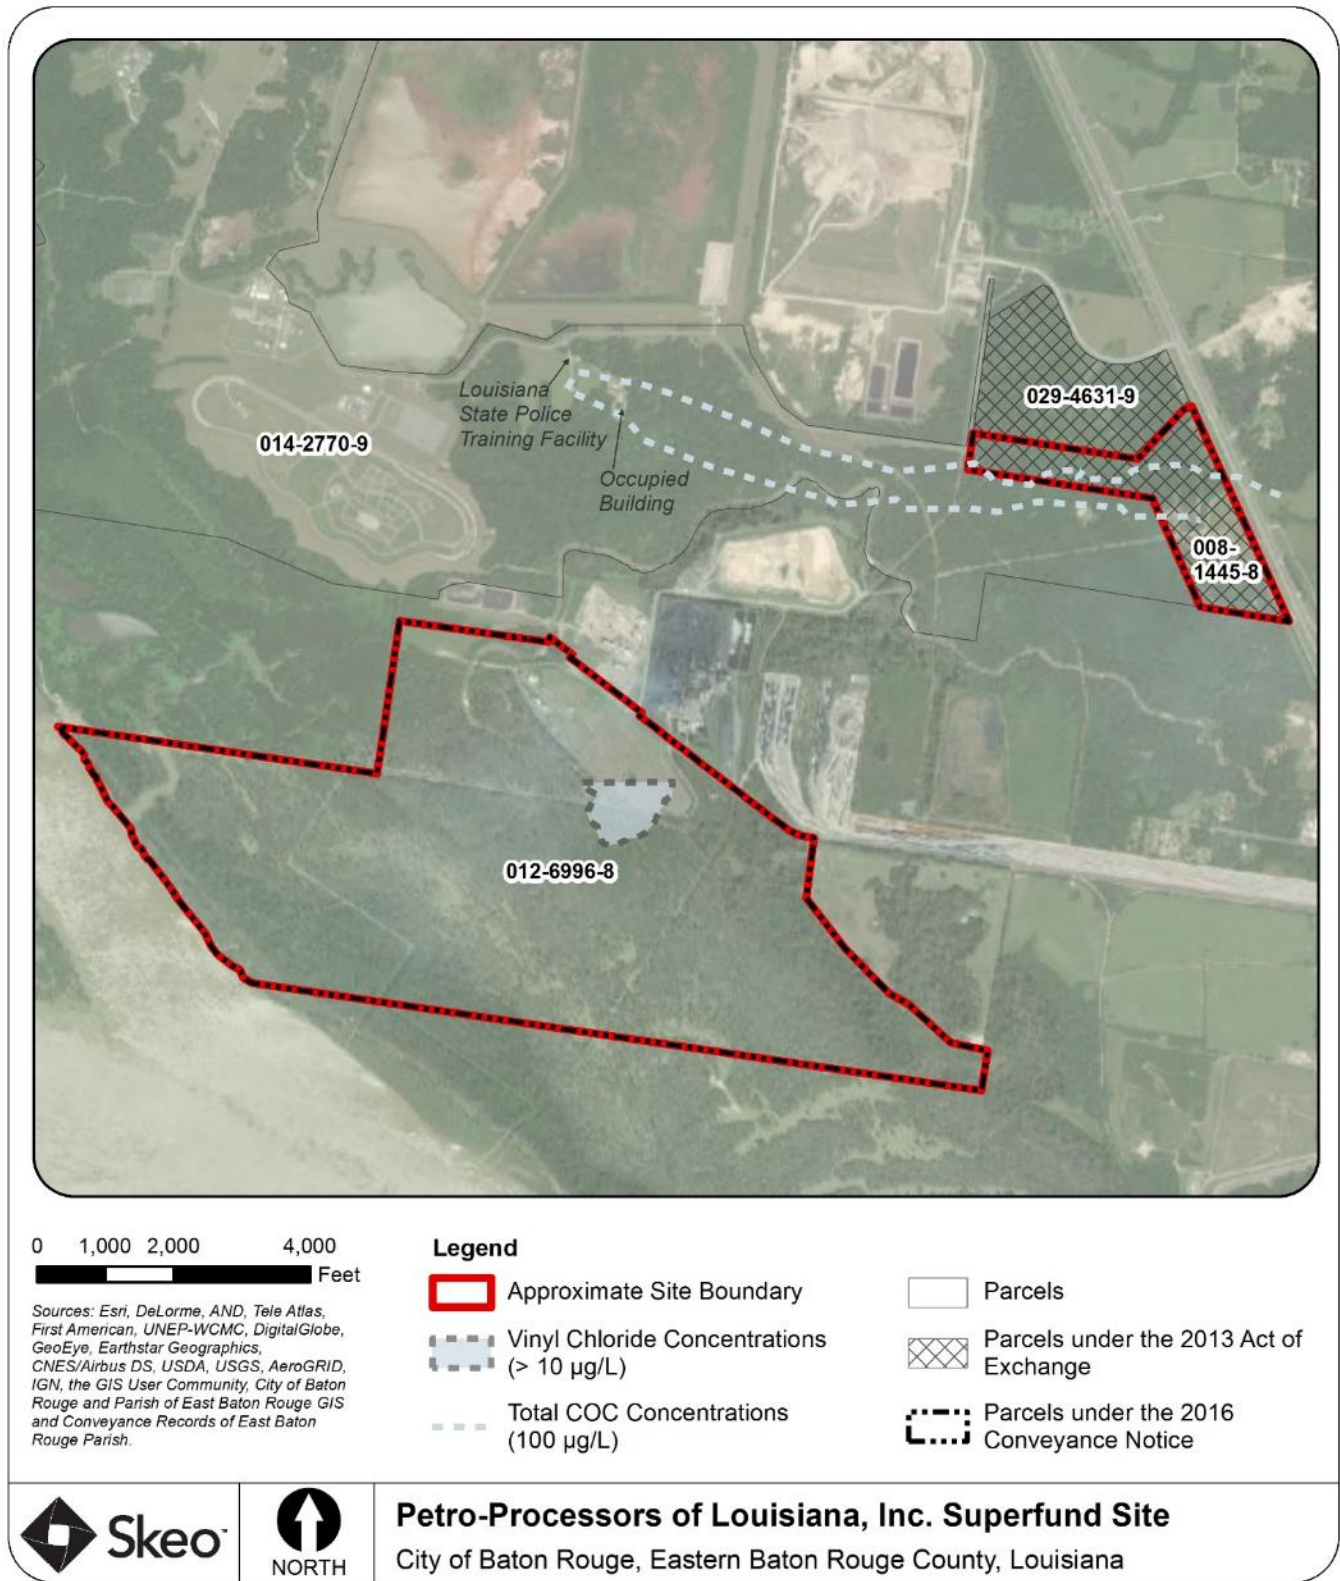 029-4631-9
Louisiana
State Police
Training Facility
014-2770-9
Occupied
Building
008-
1445-8
012-6996-8
0 1,000 2,000 4,000
Feet
Sources: Esri, DeLorme, AND, Tele Atlas,
First American, UNEP-WCMC, DigitalGlobe,
GeoEye, Earthstar Geographics,
CNES/Airbus DS, USDA, USGS, AeroGRID,
IGN, the GIS User Community, City of Baton
Rouge and Parish of East Baton Rouge GIS
and Conveyance Records of East Baton
Rouge Parish.
Legend
Approximate Site Boundary
Vinyl Chloride Concentrations
(> 10 µg/L)
Total COC Concentrations
(100 µg/L)
Parcels
Parcels under the 2013 Act of
Exchange
Parcels under the 2016
Conveyance Notice
Skeo™
NORTH
Petro-Processors of Louisiana, Inc. Superfund Site
City of Baton Rouge, Eastern Baton Rouge County, Louisiana